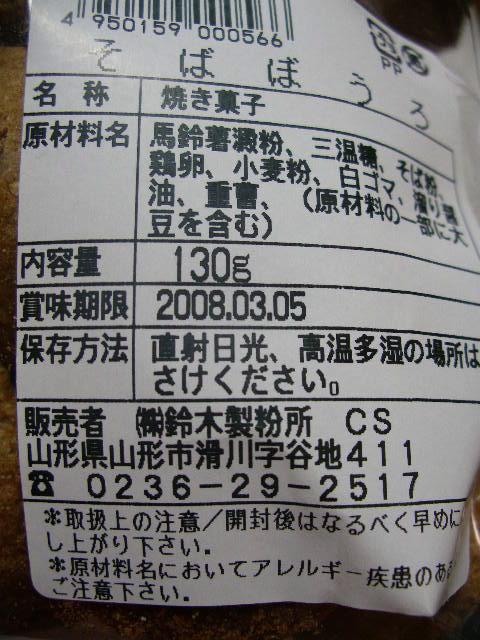 4 950159 000566
そばぼうろ
PP
名称 焼き菓子
原材料名 馬鈴薯澱粉、三温糖、そば粉、
鶏卵、小麦粉、白ゴマ、濁り醤
油、重曹、(原材料の一部に大
豆を含む)
内容量 130g
賞味期限 2008.03.05
保存方法 直射日光、高温多湿の場所は
さけください。
販売者 ㈱鈴木製粉所 CS
山形県山形市滑川字谷地411
☎ 0236-29-2517
※取扱上の注意/開封後はなるべく早めに
し上がり下さい.
※原材料名においてアレルギー疾患のあ
ご注意下さい.